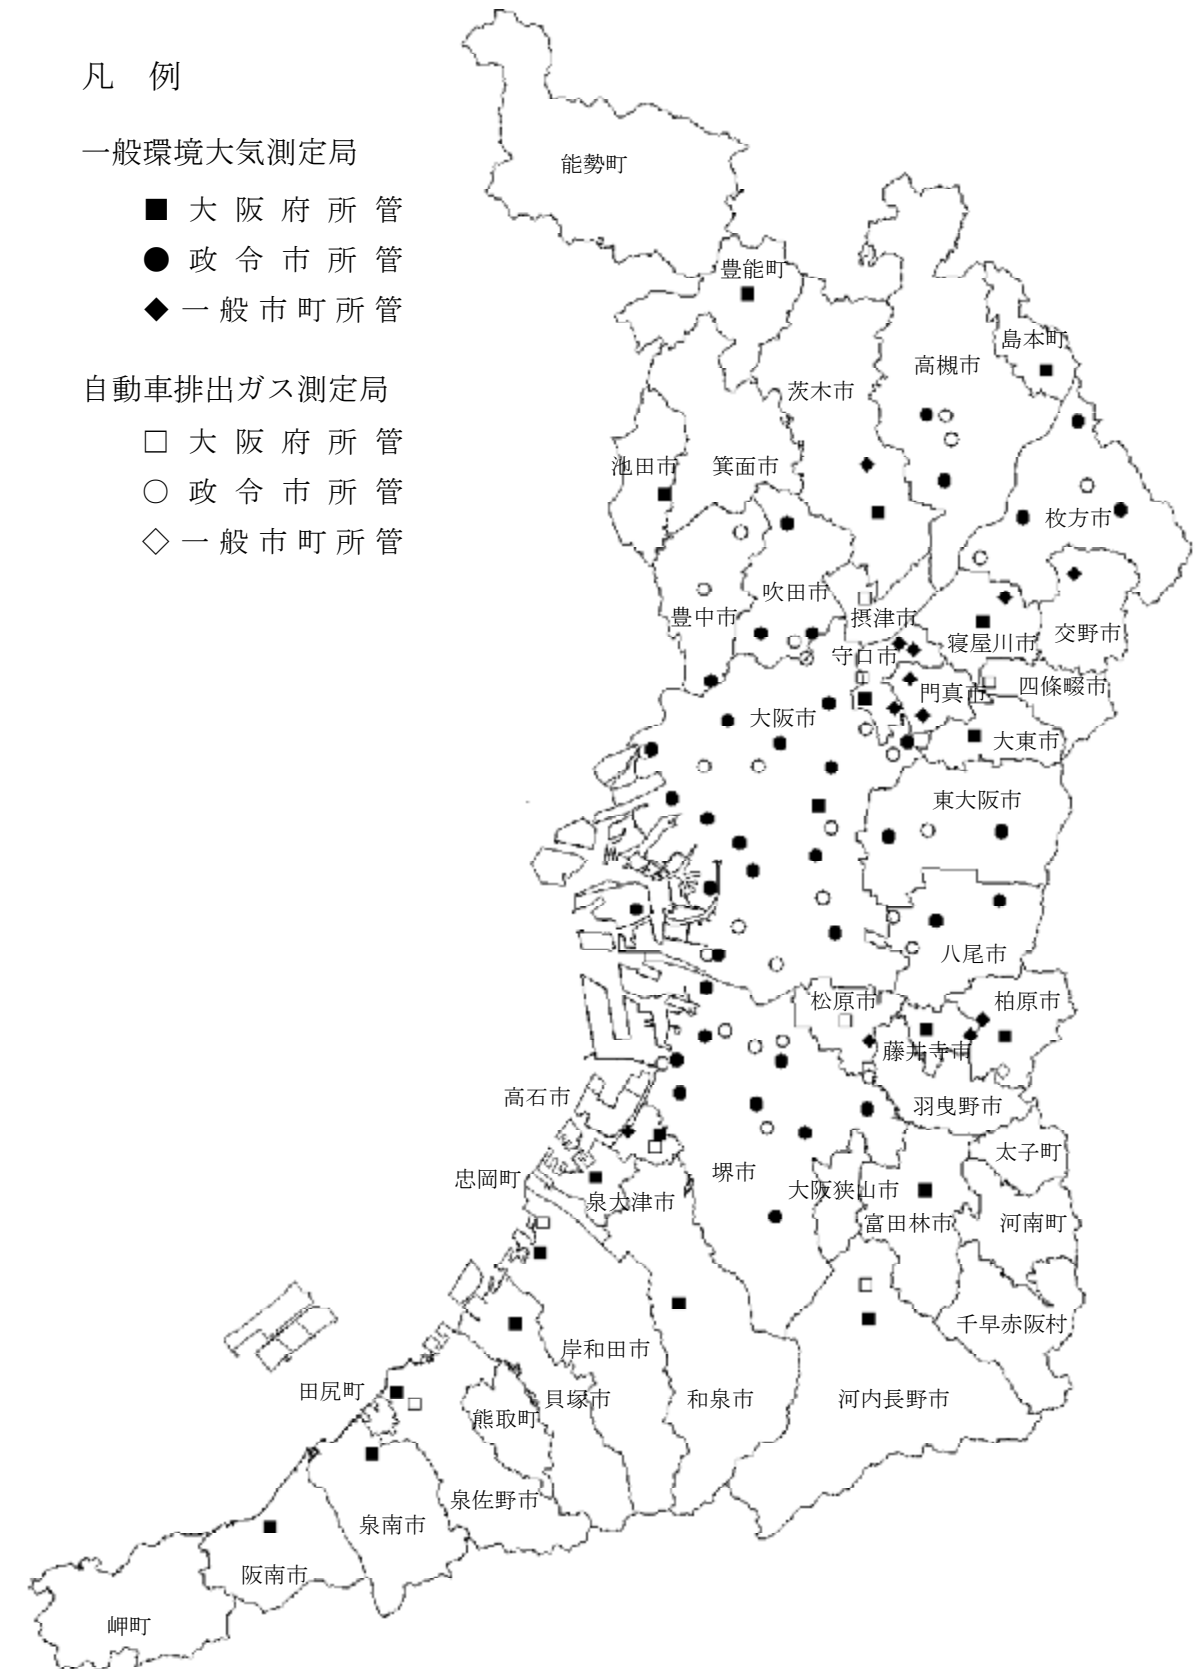 凡 例
一般環境大気測定局
■ 大阪府所管
● 政令市所管
◆ 一般市町所管
自動車排出ガス測定局
□ 大阪府所管
○ 政令市所管
◇ 一般市町所管
能勢町
豊能町
島本町
高槻市
茨木市
池田市
箕面市
枚方市
吹田市
豊中市
摂津市
交野市
寝屋川市
守口市
四條畷市
門真市
大阪市
大東市
東大阪市
八尾市
松原市
柏原市
藤井寺市
高石市
羽曳野市
太子町
堺市
忠岡町
大阪狭山市
泉大津市
富田林市
河南町
千早赤阪村
岸和田市
田尻町
貝塚市
和泉市
河内長野市
熊取町
泉佐野市
泉南市
阪南市
岬町